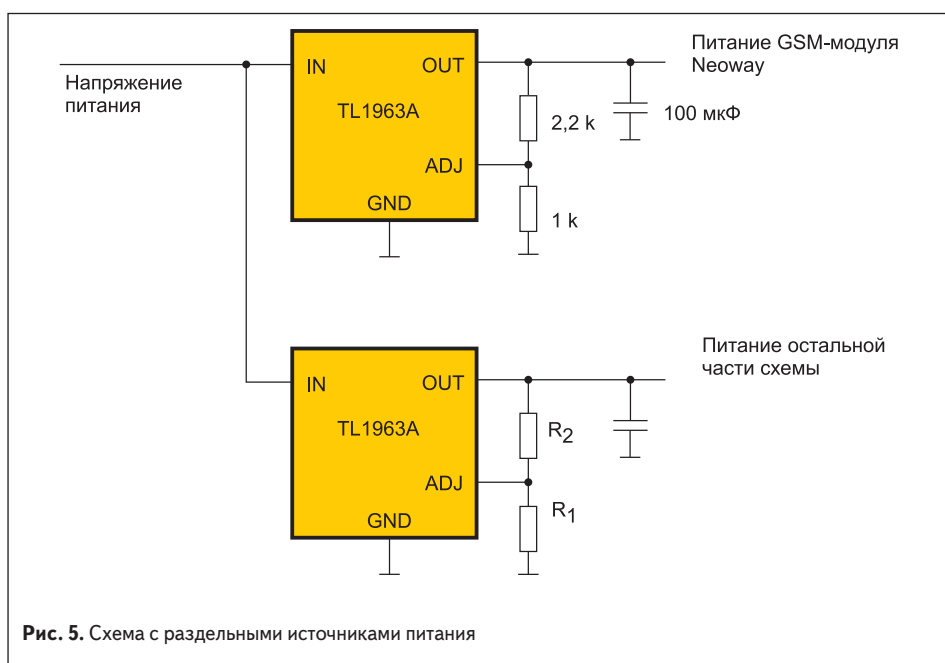 Напряжение
питания
IN
OUT
TL1963A
ADJ
GND
2,2 k
1 k
100 мкФ
Питание GSM-модуля
Neoway
IN
OUT
TL1963A
ADJ
GND
R2
R1
Питание остальной
части схемы
Рис. 5. Схема с раздельными источниками питания